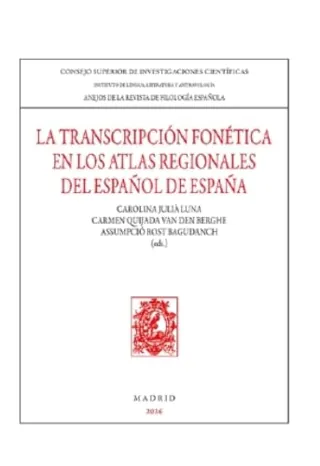 CONSEJO SUPERIOR DE INVESTIGACIONES CIENTÍFICAS
INSTITUTO DE LENGUA, LITERATURA Y ANTROPOLOGÍA
ANEJOS DE LA REVISTA DE FILOLOGÍA ESPAÑOLA
LA TRANSCRIPCIÓN FONÉTICA
EN LOS ATLAS REGIONALES
DEL ESPAÑOL DE ESPAÑA
CAROLINA JULIÀ LUNA
CARMEN QUIJADA VAN DEN BERGHE
ASSUMPCIÓ ROST BAGUDANCH
(eds.)
MADRID
2026